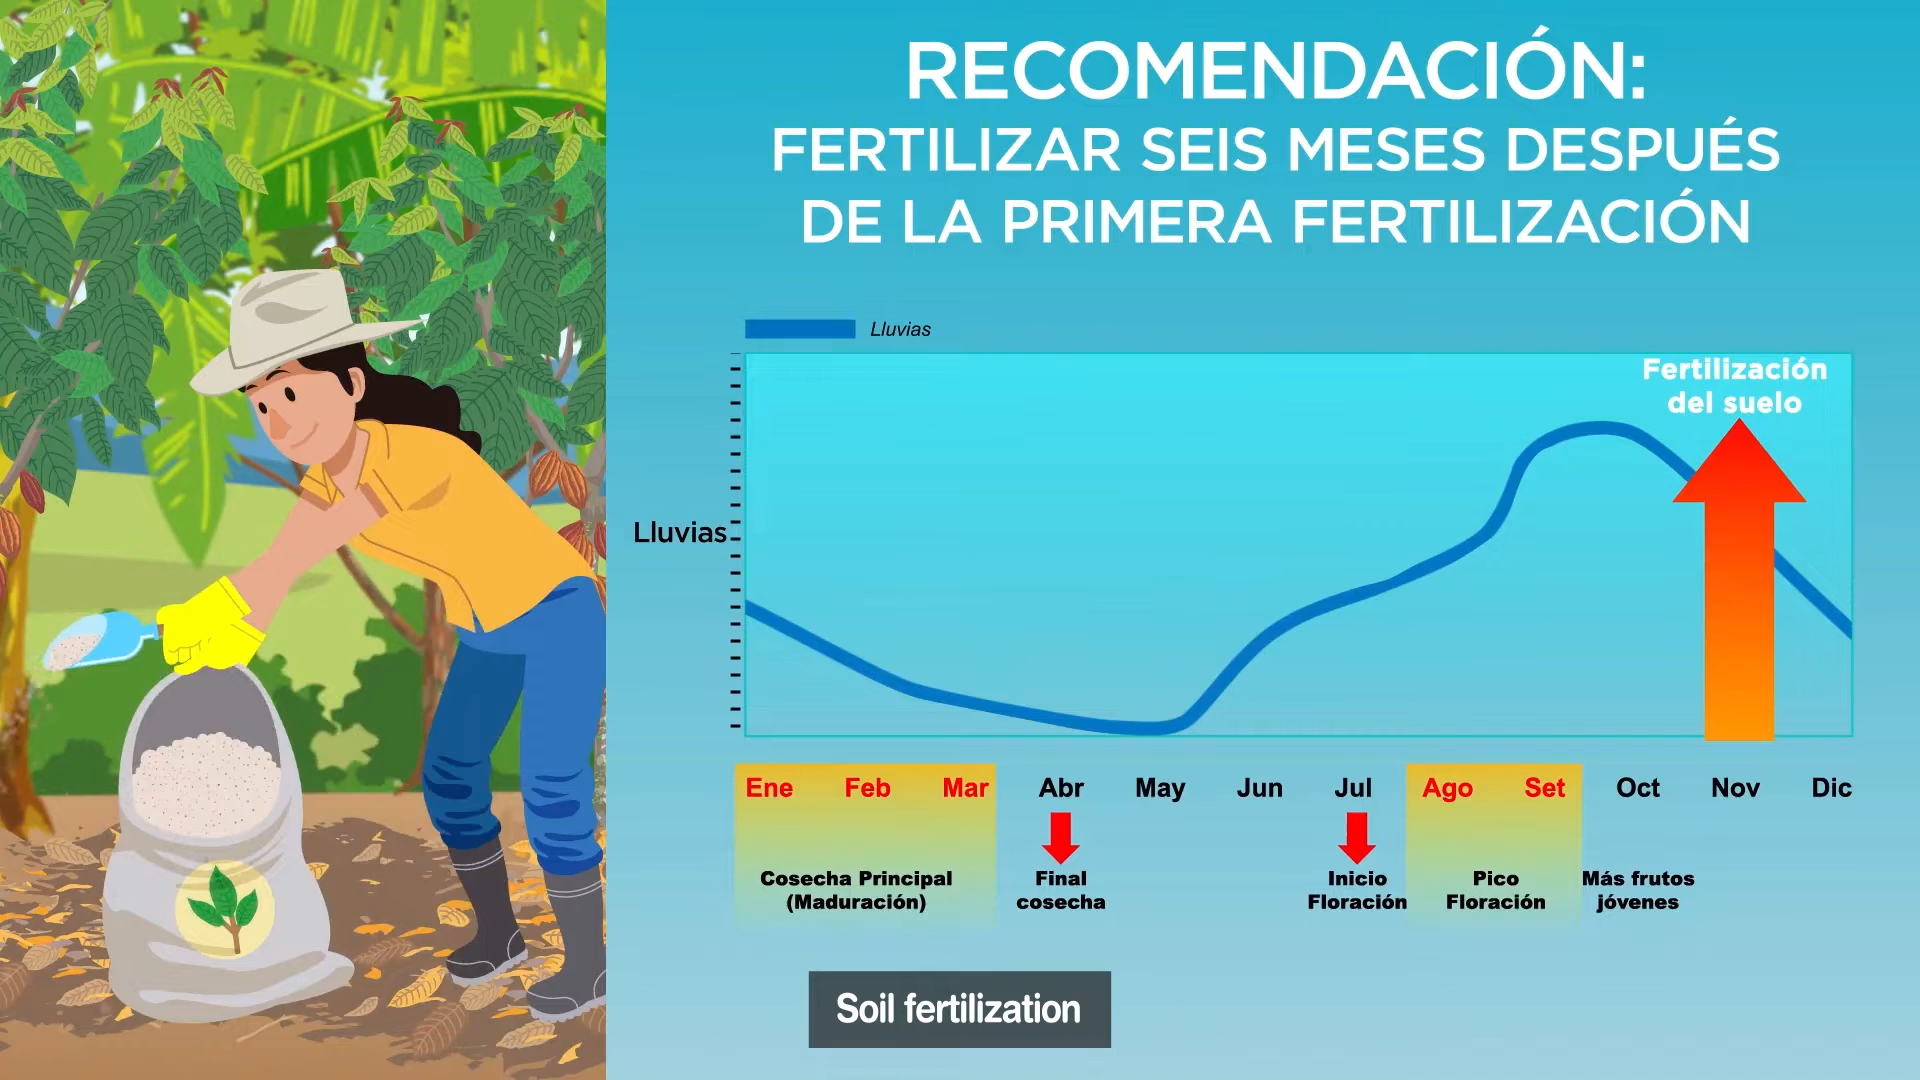 RECOMENDACIÓN:
FERTILIZAR SEIS MESES DESPUÉS
DE LA PRIMERA FERTILIZACIÓN
Lluvias
Fertilización
del suelo
Lluvias
Ene Feb Mar Abr May Jun Jul Ago Set Oct Nov Dic
Cosecha Principal
(Maduración)
Final
cosecha
Inicio
Floración
Pico
Floración
Más frutos
jóvenes
Soil fertilization